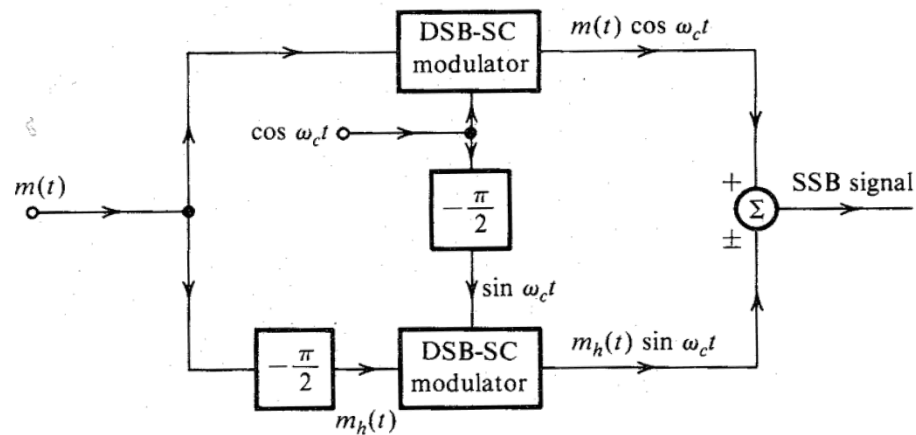 DSB-SC
modulator
m(t) cos ω_c t
cos ω_c t
m(t)
-π/2
+
±
Σ
SSB signal
sin ω_c t
-π/2
m_h(t)
DSB-SC
modulator
m_h(t) sin ω_c t